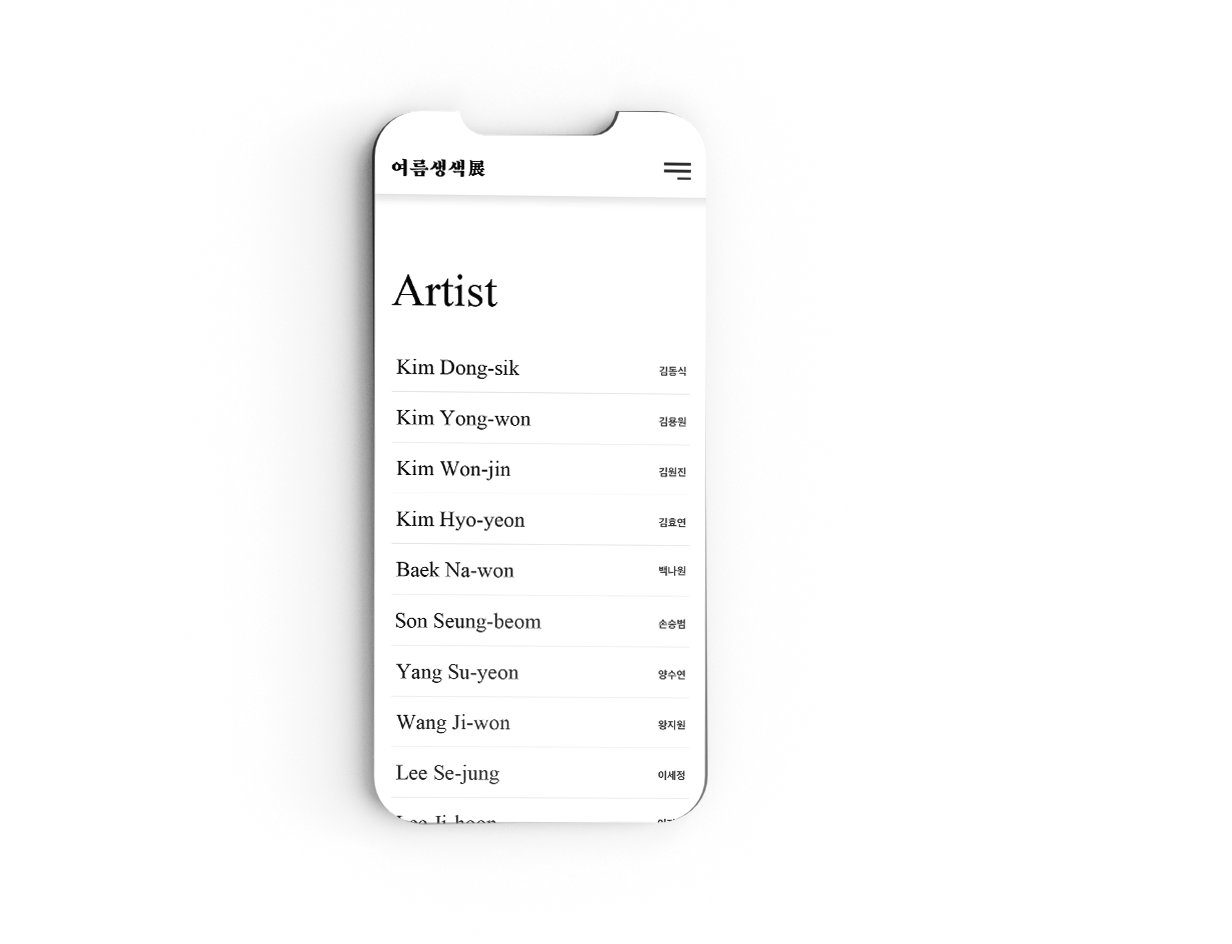 여름생색展
Artist
Kim Dong-sik 김동식
Kim Yong-won 김용원
Kim Won-jin 김원진
Kim Hyo-yeon 김효연
Baek Na-won 백나원
Son Seung-beom 손승범
Yang Su-yeon 양수연
Wang Ji-won 왕지원
Lee Se-jung 이세정
Lee Ji-hoon